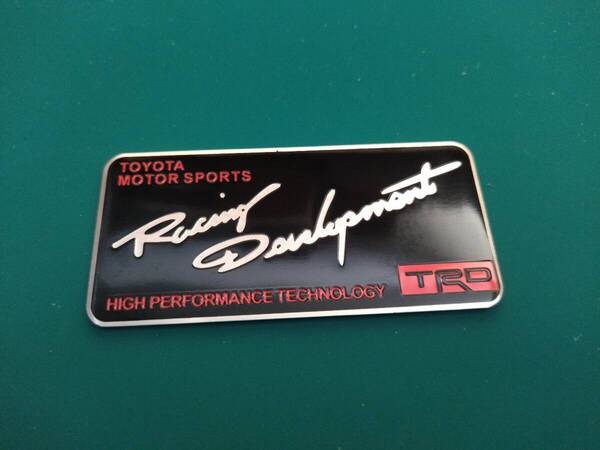 TOYOTA
MOTOR SPORTS
Racing
Development
HIGH PERFORMANCE TECHNOLOGY
TRD